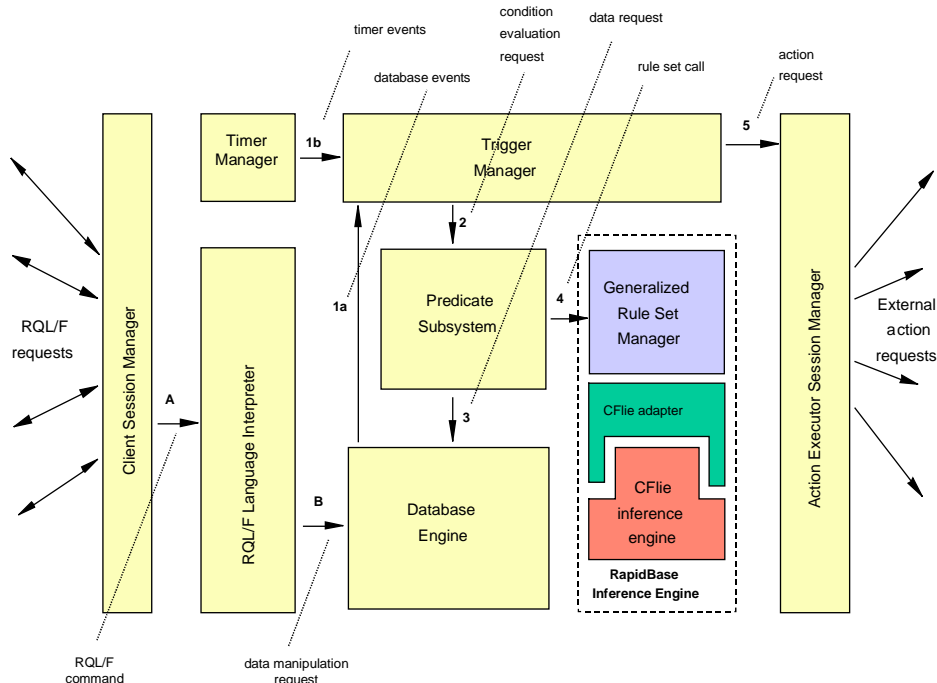 condition
evaluation
request
data request
timer events
database events
rule set call
action
request
Timer
Manager
1b
Trigger
Manager
5
2
1a
Predicate
Subsystem
4
Generalized
Rule Set
Manager
RQL/F
requests
Client Session Manager
A
RQL/F Language Interpreter
3
CFlie adapter
B
Database
Engine
CFlie
inference
engine
RapidBase
Inference Engine
Action Executor Session Manager
External
action
requests
RQL/F
command
data manipulation
request